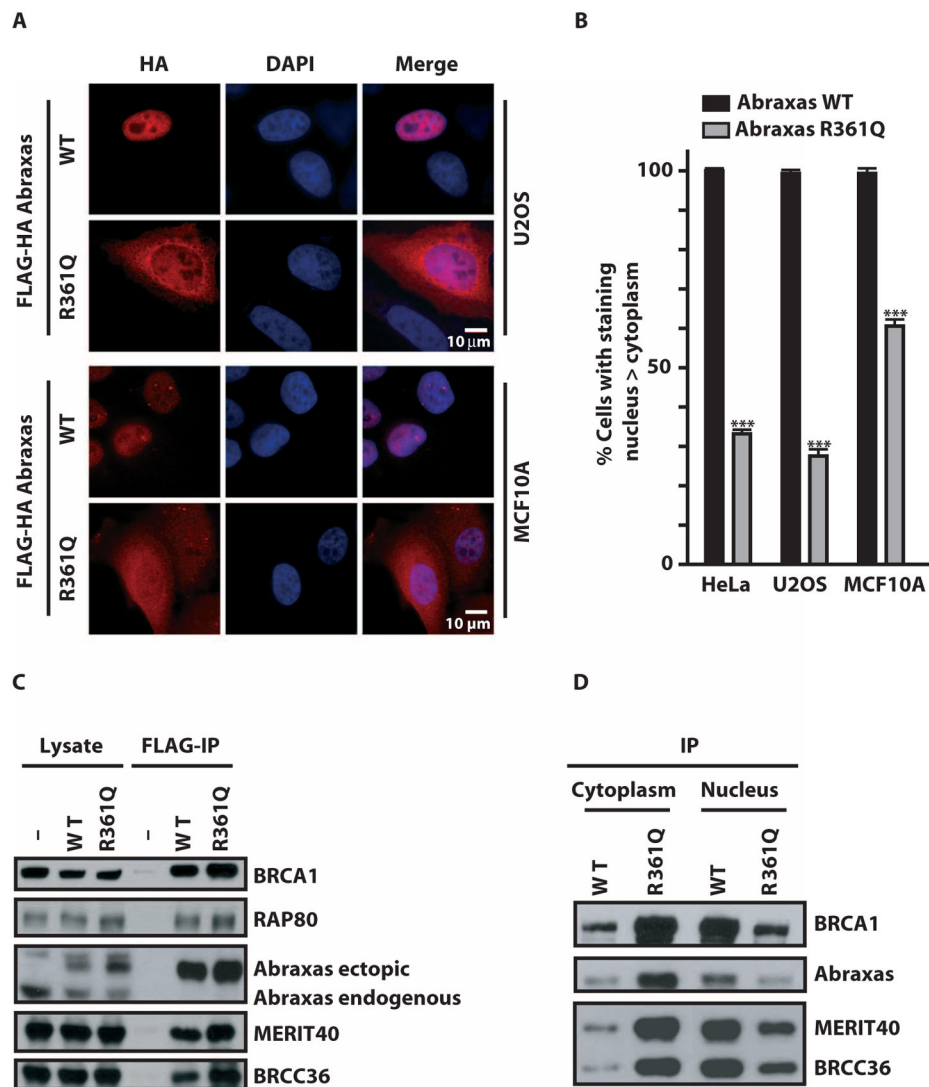 A
HA DAPI Merge
FLAG-HA Abraxas
WT
R361Q
U2OS
10 µm
FLAG-HA Abraxas
WT
R361Q
MCF10A
10 µm
B
Abraxas WT
Abraxas R361Q
% Cells with staining
nucleus > cytoplasm
100
50
0
***
***
***
HeLa U2OS MCF10A
C
Lysate FLAG-IP
– W T R361Q – W T R361Q
BRCA1
RAP80
Abraxas ectopic
Abraxas endogenous
MERIT40
BRCC36
D
IP
Cytoplasm Nucleus
W T R361Q WT R361Q
BRCA1
Abraxas
MERIT40
BRCC36